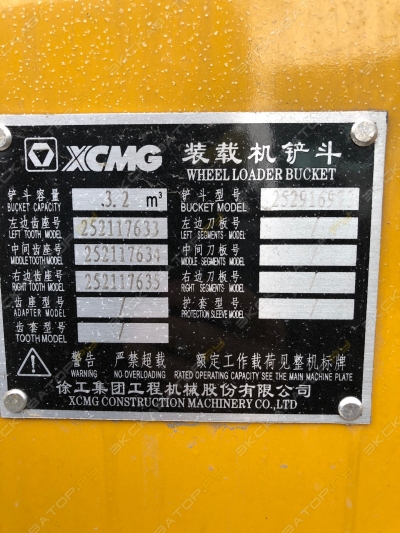 XCMG 装载机铲斗
WHEEL LOADER BUCKET
铲斗容量 3.2 m³ 铲斗型号
BUCKET CAPACITY BUCKET MODEL
左边齿座号 252117633 左边刀板号
LEFT TOOTH MODEL LEFT SEGMENTS MODEL
中间齿座号 252117634 中间刀板号
MIDDLE TOOTH MODEL MIDDLE SEGMENTS MODEL
右边齿座号 252117635 右边刀板号
RIGHT TOOTH MODEL RIGHT SEGMENTS MODEL
齿座型号 / 护套型号
ADAPTER MODEL PROTECTION SLEEVE MODEL
齿套型号 /
TOOTH MODEL
警告 严禁超载 额定工作载荷见整机标牌
WARNING NO OVERLOADING RATED OPERATING CAPACITY SEE THE MAIN MACHINE PLATE
徐工集团工程机械股份有限公司
XCMG CONSTRUCTION MACHINERY CO.,LTD